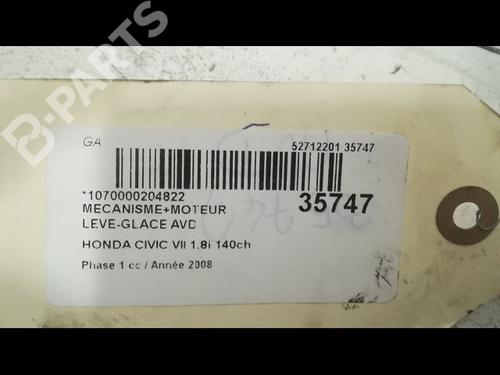 B-PARTS
GA
52712201 35747
*1070000204822
35747
MECANISME+MOTEUR
LEVE-GLACE AVD
HONDA CIVIC VII 1.8i 140ch
Phase 1 cc / Année 2008